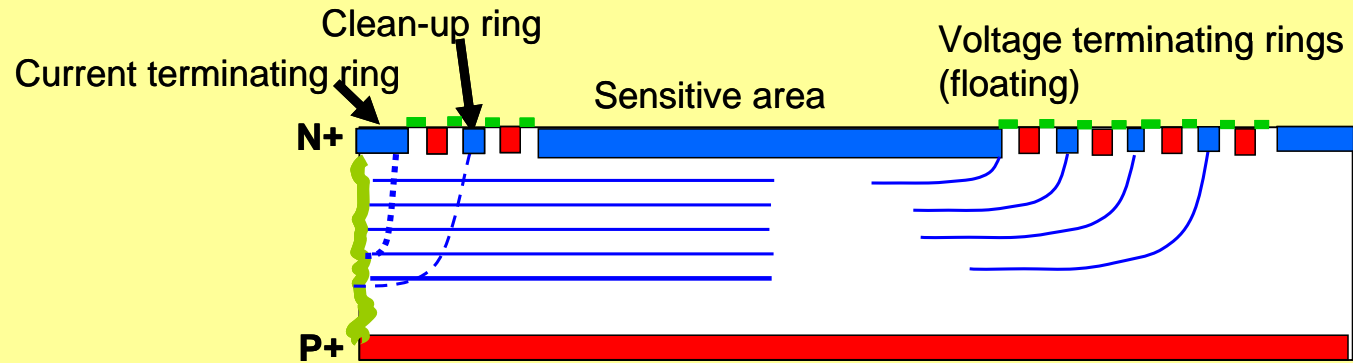 Clean-up ring
Current terminating ring
Voltage terminating rings
(floating)
Sensitive area
N+
P+